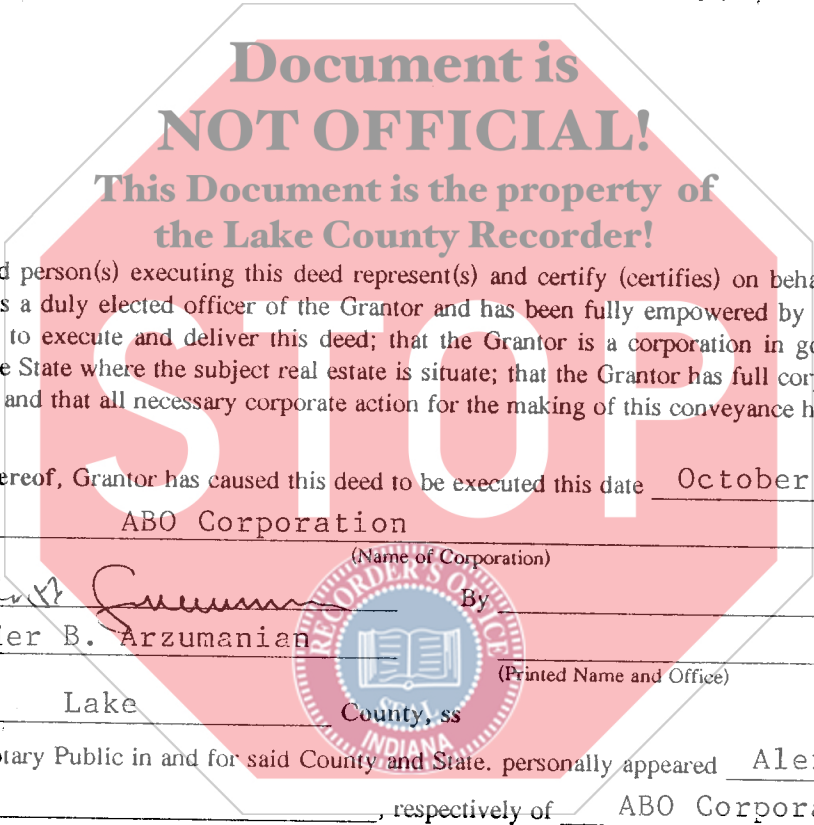 Document is
NOT OFFICIAL!
This Document is the property of
the Lake County Recorder!
d person(s) executing this deed represent(s) and certify (certifies) on beha
s a duly elected officer of the Grantor and has been fully empowered by
to execute and deliver this deed; that the Grantor is a corporation in g
e State where the subject real estate is situate; that the Grantor has full cor
and that all necessary corporate action for the making of this conveyance h
STOP
ereof, Grantor has caused this deed to be executed this date October
ABO Corporation
(Name of Corporation)
By
er B. Arzumanian
(Printed Name and Office)
Lake County, ss
RECORDER'S OFFICE
SEAL
INDIANA
tary Public in and for said County and State. personally appeared Ale
, respectively of ABO Corpora